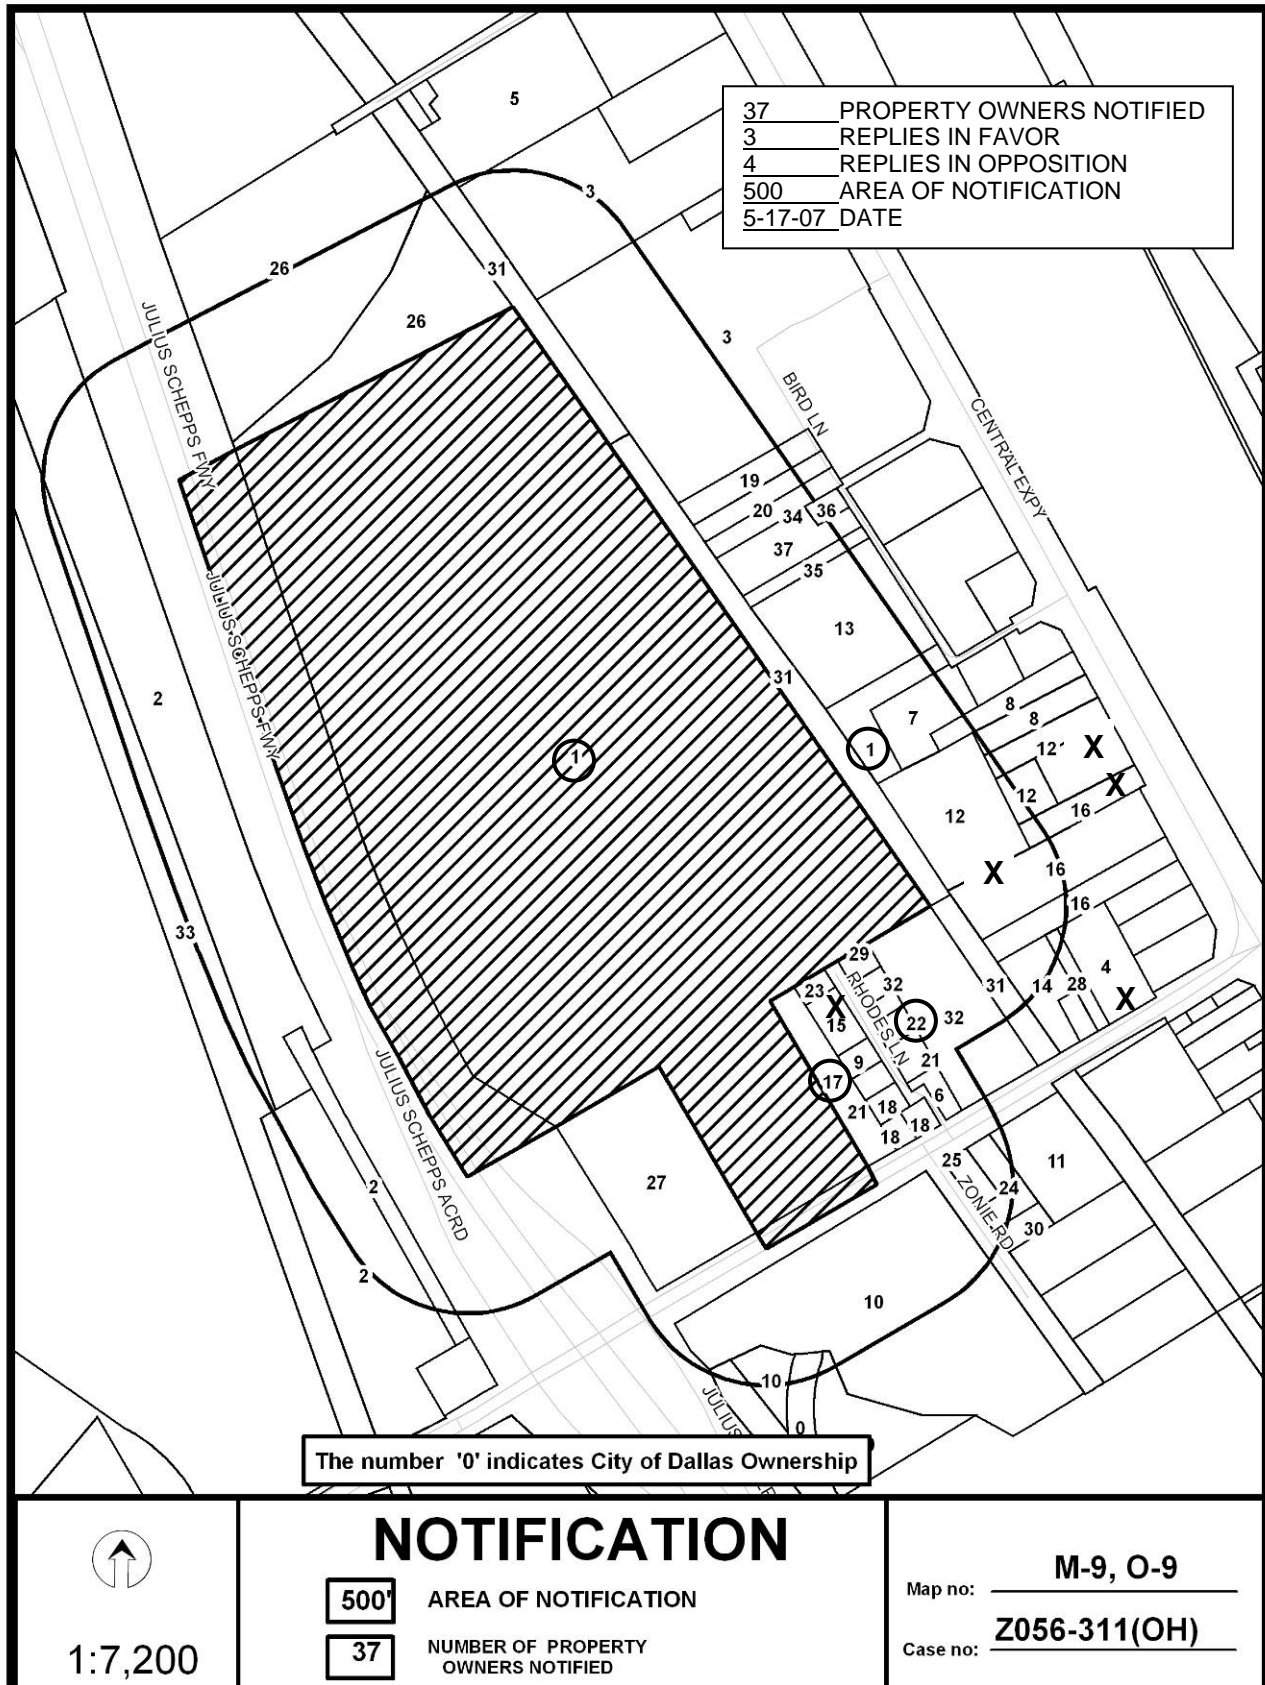 37 PROPERTY OWNERS NOTIFIED
3 REPLIES IN FAVOR
4 REPLIES IN OPPOSITION
500 AREA OF NOTIFICATION
5-17-07 DATE
5
3
26
31
26
3
JULIUS SCHEPPS FWY
BIRD LN
CENTRAL EXPY
19
20
34
36
37
35
JULIUS SCHEPPS FWY
13
31
2
7
8
8
1
1
12
X
X
12
16
12
X
16
16
33
29
23
X
15
RHODES LN
32
22
32
31
14
28
4
X
9
17
21
21
18
6
18
18
JULIUS SCHEPPS ACRD
2
27
25
ZONIE RD
24
11
30
2
10
10
JULIUS
0
The number '0' indicates City of Dallas Ownership
1:7,200
NOTIFICATION
500' AREA OF NOTIFICATION
37 NUMBER OF PROPERTY
OWNERS NOTIFIED
Map no: M-9, O-9
Case no: Z056-311(OH)